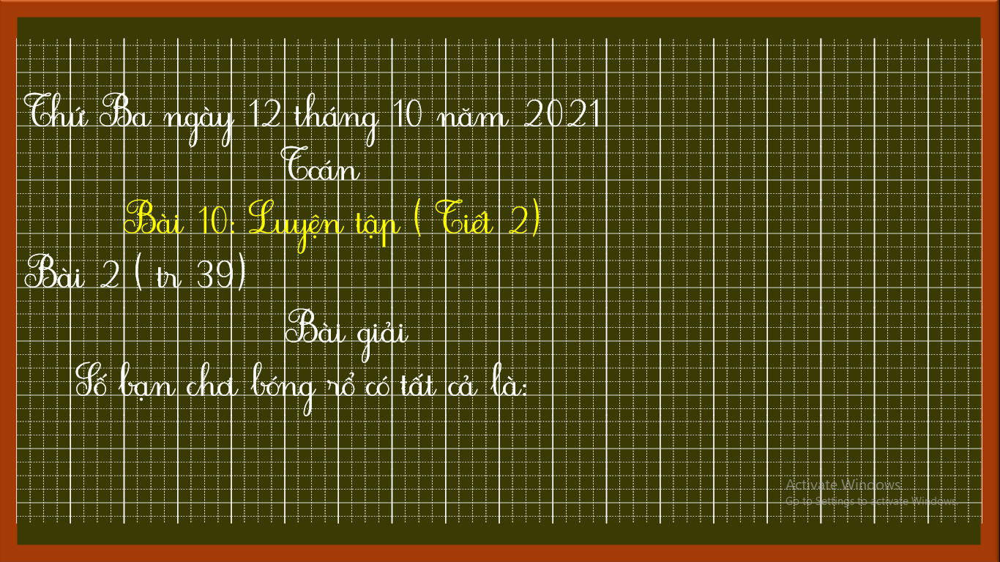 Thứ Ba ngày 12 tháng 10 năm 2021
Toán
Bài 10: Luyện tập ( Tiết 2)
Bài 2 ( tr 39)
Bài giải
Số bạn chơi bóng rổ có tất cả là:
Activate Windows
Go to Settings to activate Windows.